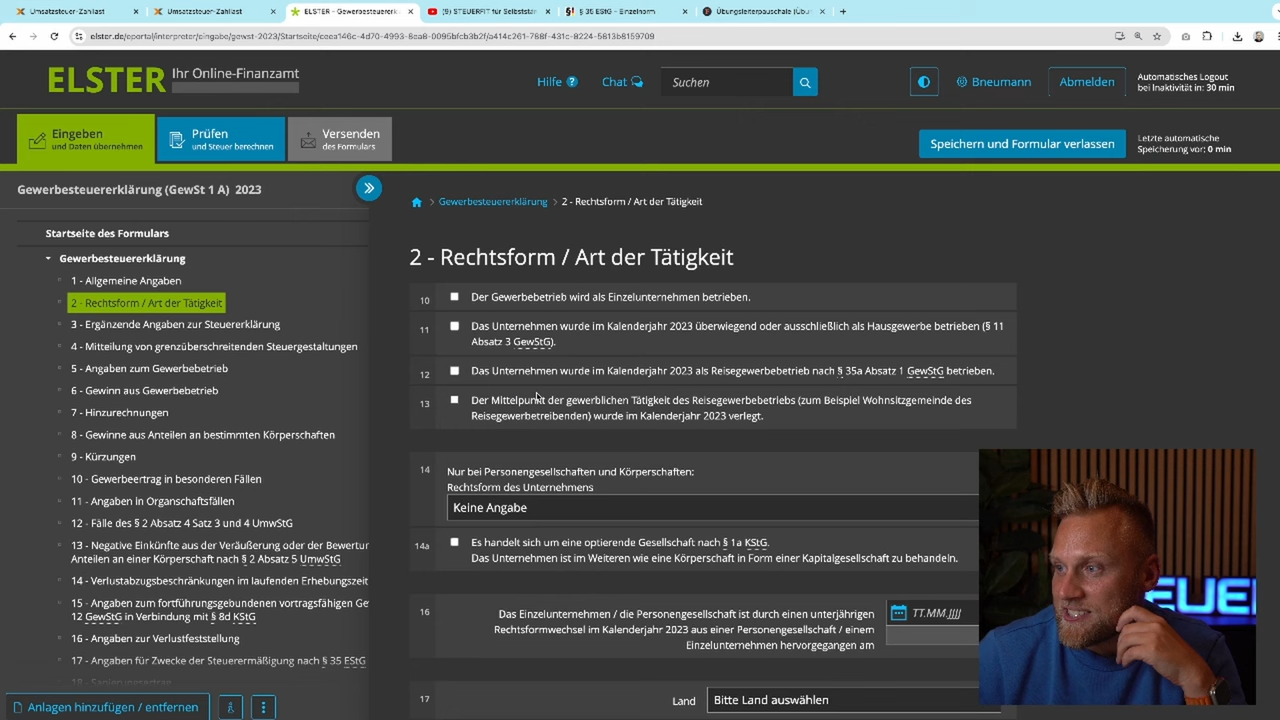 Umsatzsteuer-Zahllast
Umsatzsteuer-Zahllast
ELSTER - Gewerbesteuererk
(9) STEUERFIT für Selbststä
§ 35 EStG - Einzelnorm
Übungsleiterpauschale (Übu
elster.de/eportal/interpreter/eingabe/gewst-2023/Startseite/
ELSTER
Ihr Online-Finanzamt
Hilfe ?
Chat
Suchen
Bneumann
Abmelden
Automatisches Logout
bei Inaktivität in: 30 min
Eingeben
und Daten übernehmen
Prüfen
und Steuer berechnen
Versenden
des Formulars
Speichern und Formular verlassen
Letzte automatische
Speicherung vor: 0 min
Gewerbesteuererklärung (GewSt 1 A) 2023
Startseite des Formulars
Gewerbesteuererklärung
1 - Allgemeine Angaben
2 - Rechtsform / Art der Tätigkeit
3 - Ergänzende Angaben zur Steuererklärung
4 - Mitteilung von grenzüberschreitenden Steuergestaltungen
5 - Angaben zum Gewerbebetrieb
6 - Gewinn aus Gewerbebetrieb
7 - Hinzurechnungen
8 - Gewinne aus Anteilen an bestimmten Körperschaften
9 - Kürzungen
10 - Gewerbeertrag in besonderen Fällen
11 - Angaben in Organschaftsfällen
12 - Fälle des § 2 Absatz 4 Satz 3 und 4 UmwStG
13 - Negative Einkünfte aus der Veräußerung oder der Bewertur
Anteilen an einer Körperschaft nach § 2 Absatz 5 UmwStG
14 - Verlustabzugsbeschränkungen im laufenden Erhebungszeit
15 - Angaben zum fortführungsgebundenen vortragsfähigen Ge
12 GewStG in Verbindung mit § 8d KStG
16 - Angaben zur Verlustfeststellung
17 - Angaben für Zwecke der Steuerermäßigung nach § 35 EStG
18 - Sanierungsertrag
Anlagen hinzufügen / entfernen
Gewerbesteuererklärung
2 - Rechtsform / Art der Tätigkeit
2 - Rechtsform / Art der Tätigkeit
10 Der Gewerbebetrieb wird als Einzelunternehmen betrieben.
11 Das Unternehmen wurde im Kalenderjahr 2023 überwiegend oder ausschließlich als Hausgewerbe betrieben (§ 11
Absatz 3 GewStG).
12 Das Unternehmen wurde im Kalenderjahr 2023 als Reisegewerbebetrieb nach § 35a Absatz 1 GewStG betrieben.
13 Der Mittelpunkt der gewerblichen Tätigkeit des Reisegewerbebetriebs (zum Beispiel Wohnsitzgemeinde des
Reisegewerbetreibenden) wurde im Kalenderjahr 2023 verlegt.
14 Nur bei Personengesellschaften und Körperschaften:
Rechtsform des Unternehmens
Keine Angabe
14a Es handelt sich um eine optierende Gesellschaft nach § 1a KStG.
Das Unternehmen ist im Weiteren wie eine Körperschaft in Form einer Kapitalgesellschaft zu behandeln.
16 Das Einzelunternehmen / die Personengesellschaft ist durch einen unterjährigen
Rechtsformwechsel im Kalenderjahr 2023 aus einer Personengesellschaft / einem
Einzelunternehmen hervorgegangen am
TT.MM.JJJJ
17 Land Bitte Land auswählen
EUER